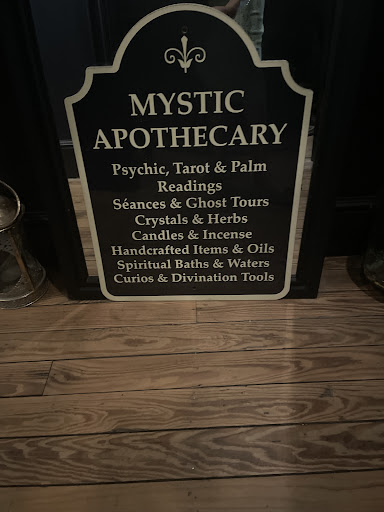 MYSTIC
APOTHECARY
Psychic, Tarot & Palm
Readings
Séances & Ghost Tours
Crystals & Herbs
Candles & Incense
Handcrafted Items & Oils
Spiritual Baths & Waters
Curios & Divination Tools